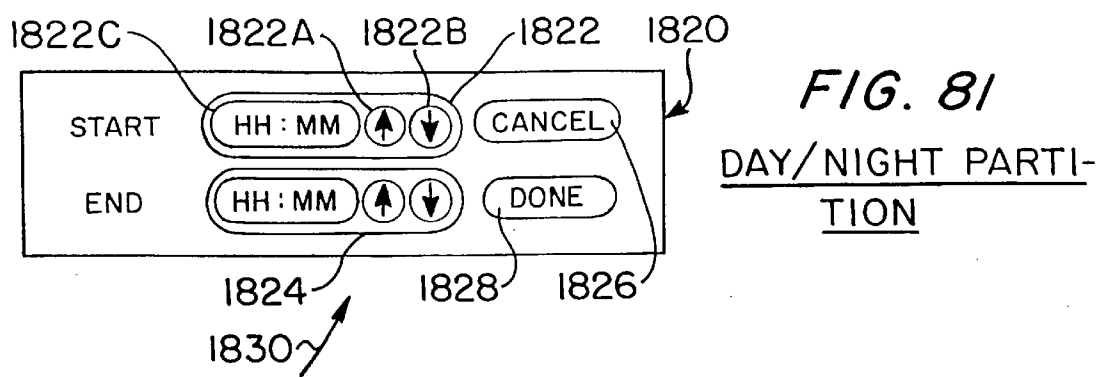 1822C 1822A 1822B 1822 1820
START HH : MM CANCEL
END HH : MM DONE
1824 1828 1826
1830
FIG. 81
DAY/NIGHT PARTI-
TION